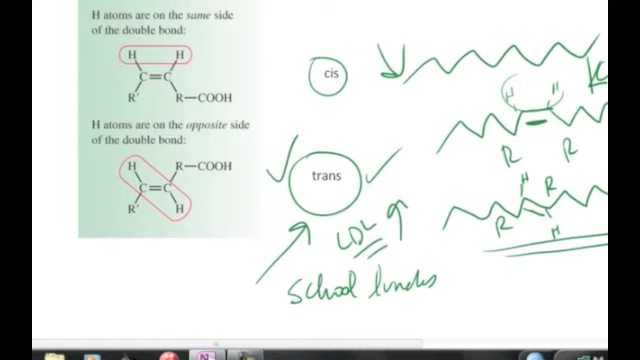 H atoms are on the same side
of the double bond:
H H
C=C
R' R—COOH
H atoms are on the opposite side
of the double bond:
H R—COOH
C=C
R' H
cis
trans
LDL
school lunches
H H
R R
H R
R H